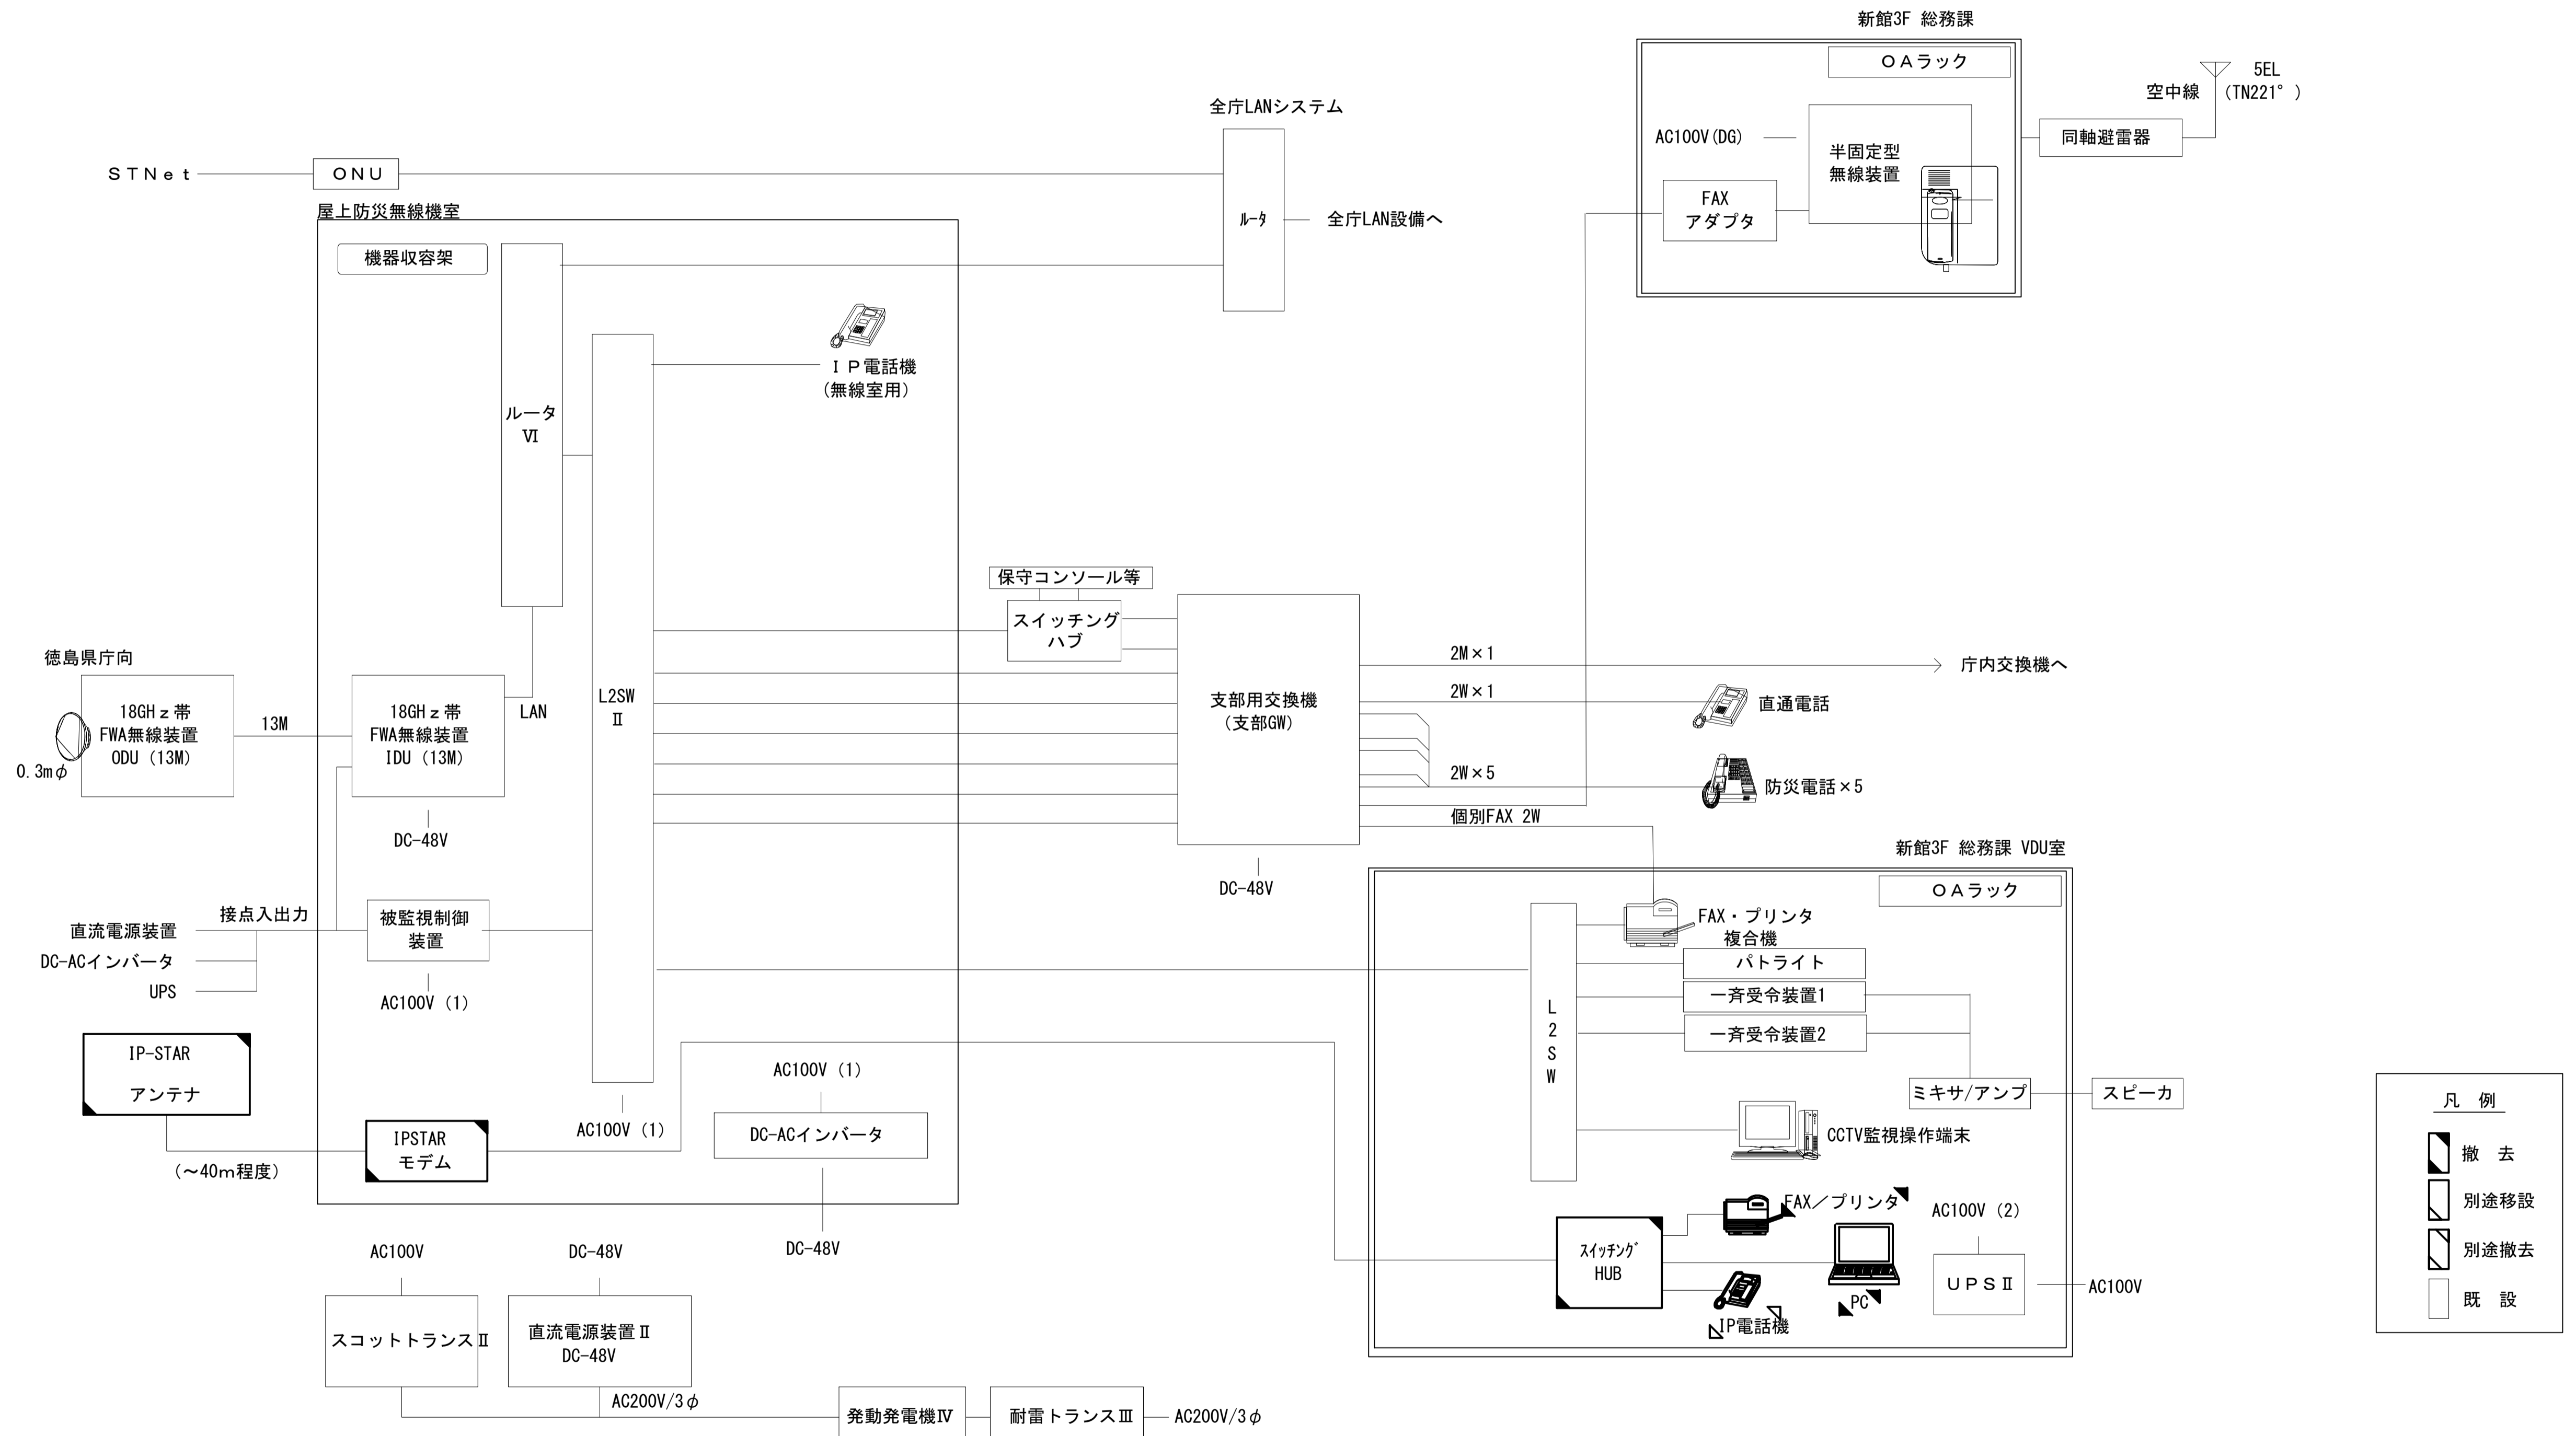 新館3F 総務課
OAラック
AC100V(DG)
半固定型
無線装置
FAX
アダプタ
同軸避雷器
空中線
5EL
(TN221°)
全庁LANシステム
ルータ
全庁LAN設備へ
STNet
ONU
屋上防災無線機室
機器収容架
ルータ
Ⅵ
IP電話機
(無線室用)
L2SW
Ⅱ
保守コンソール等
スイッチング
ハブ
支部用交換機
(支部GW)
DC-48V
2M×1
庁内交換機へ
2W×1
直通電話
2W×5
防災電話×5
個別FAX 2W
徳島県庁向
18GHz帯
FWA無線装置
ODU (13M)
0.3mφ
13M
18GHz帯
FWA無線装置
IDU (13M)
LAN
DC-48V
接点入出力
直流電源装置
DC-ACインバータ
UPS
被監視制御
装置
AC100V (1)
IP-STAR
アンテナ
(～40m程度)
IPSTAR
モデム
AC100V (1)
AC100V (1)
DC-ACインバータ
DC-48V
AC100V
スコットトランスⅡ
DC-48V
直流電源装置Ⅱ
DC-48V
AC200V/3φ
発動発電機Ⅳ
耐雷トランスⅢ
AC200V/3φ
新館3F 総務課 VDU室
OAラック
L
2
S
W
FAX・プリンタ
複合機
パトライト
一斉受令装置1
一斉受令装置2
ミキサ/アンプ
スピーカ
CCTV監視操作端末
スイッチング
HUB
FAX／プリンタ
PC
IP電話機
AC100V (2)
UPSⅡ
AC100V
凡 例
撤 去
別途移設
別途撤去
既 設